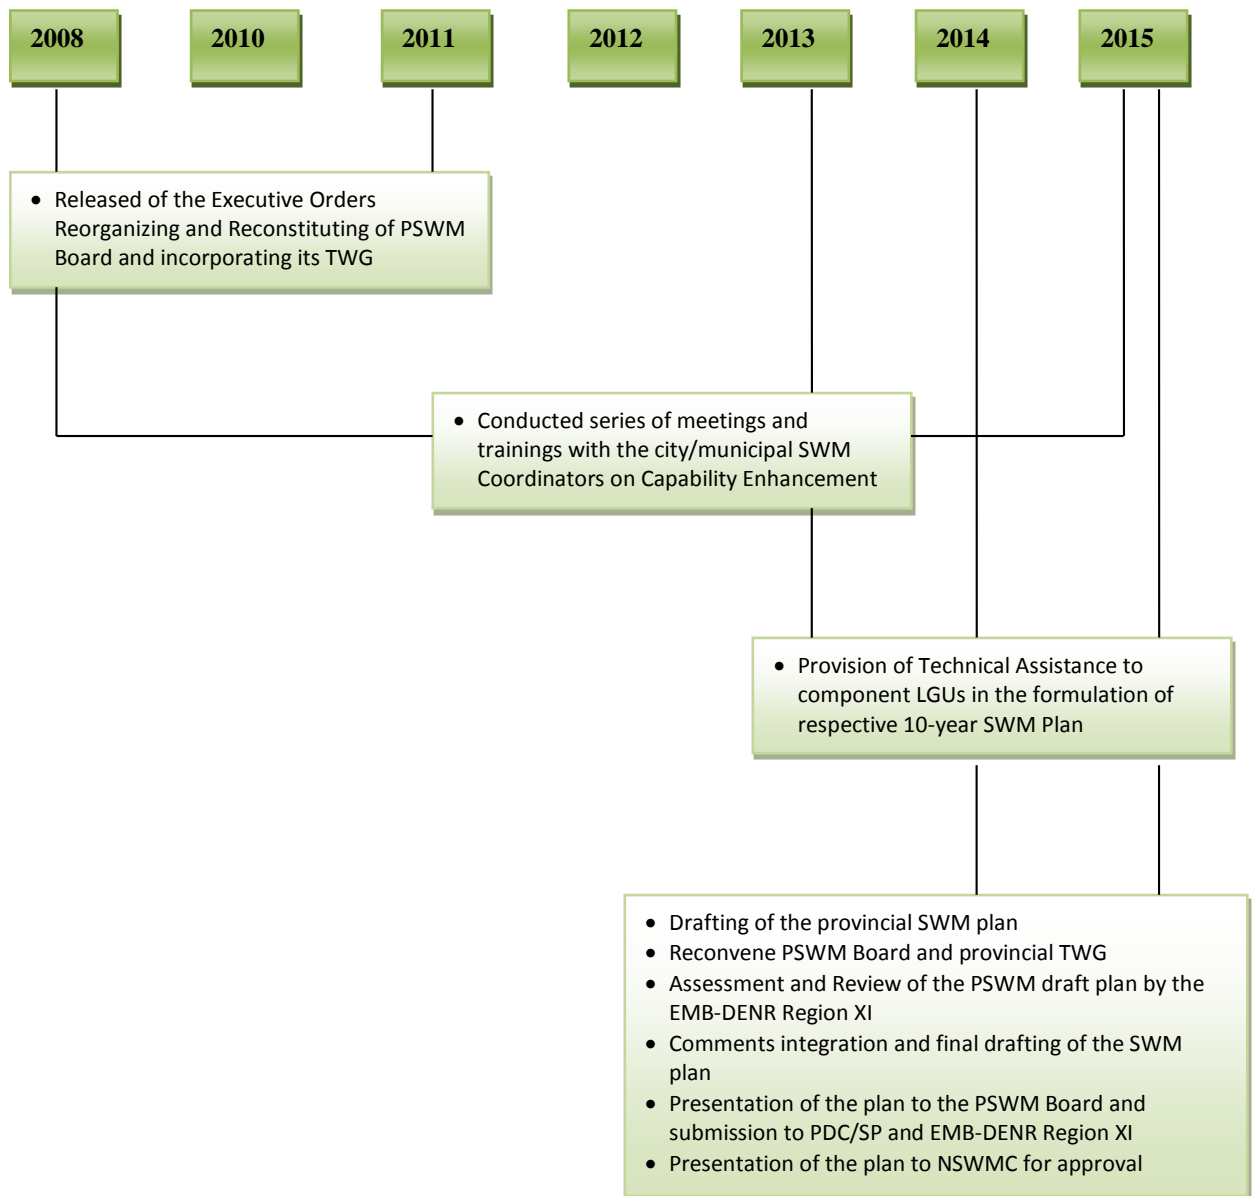 2008 2010 2011 2012 2013 2014 2015
• Released of the Executive Orders
Reorganizing and Reconstituting of PSWM
Board and incorporating its TWG
• Conducted series of meetings and
trainings with the city/municipal SWM
Coordinators on Capability Enhancement
• Provision of Technical Assistance to
component LGUs in the formulation of
respective 10-year SWM Plan
• Drafting of the provincial SWM plan
• Reconvene PSWM Board and provincial TWG
• Assessment and Review of the PSWM draft plan by the
EMB-DENR Region XI
• Comments integration and final drafting of the SWM
plan
• Presentation of the plan to the PSWM Board and
submission to PDC/SP and EMB-DENR Region XI
• Presentation of the plan to NSWMC for approval